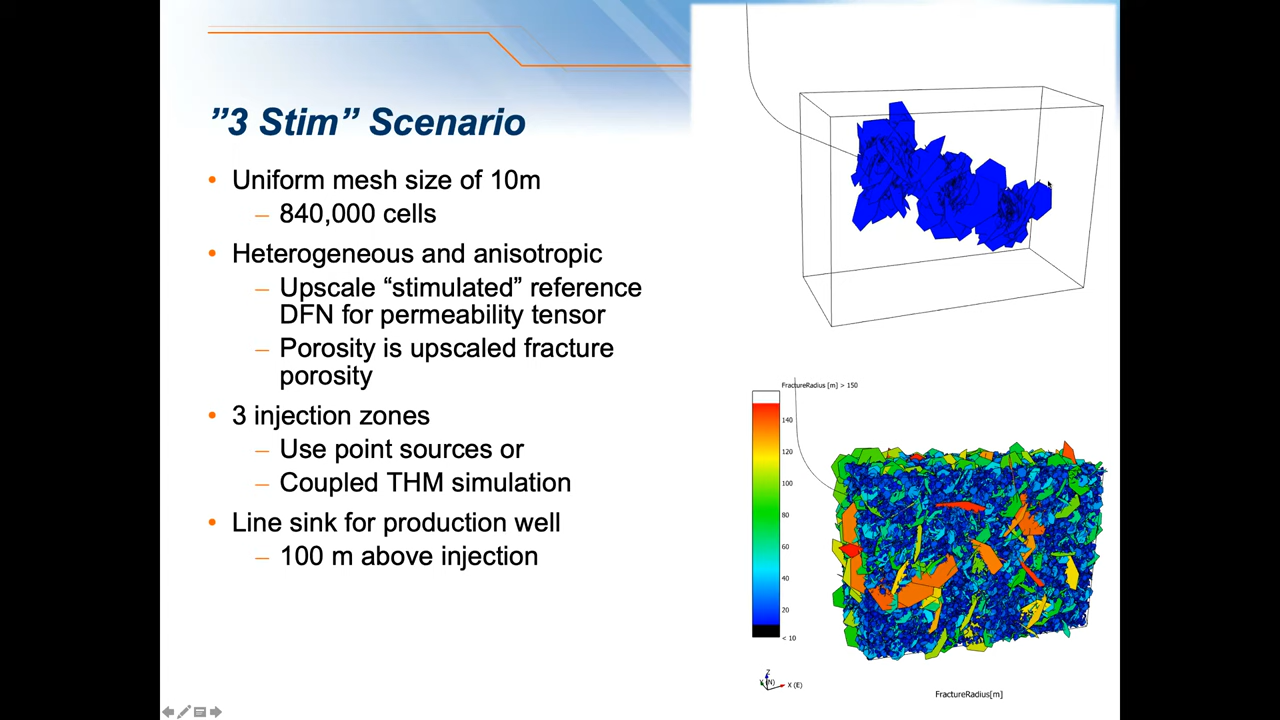 ”3 Stim” Scenario
• Uniform mesh size of 10m
– 840,000 cells
• Heterogeneous and anisotropic
– Upscale “stimulated” reference
DFN for permeability tensor
– Porosity is upscaled fracture
porosity
• 3 injection zones
– Use point sources or
– Coupled THM simulation
• Line sink for production well
– 100 m above injection
FractureRadius [m] > 150
140
120
100
80
60
40
20
< 10
Z
Y (N)
X (E)
FractureRadius[m]